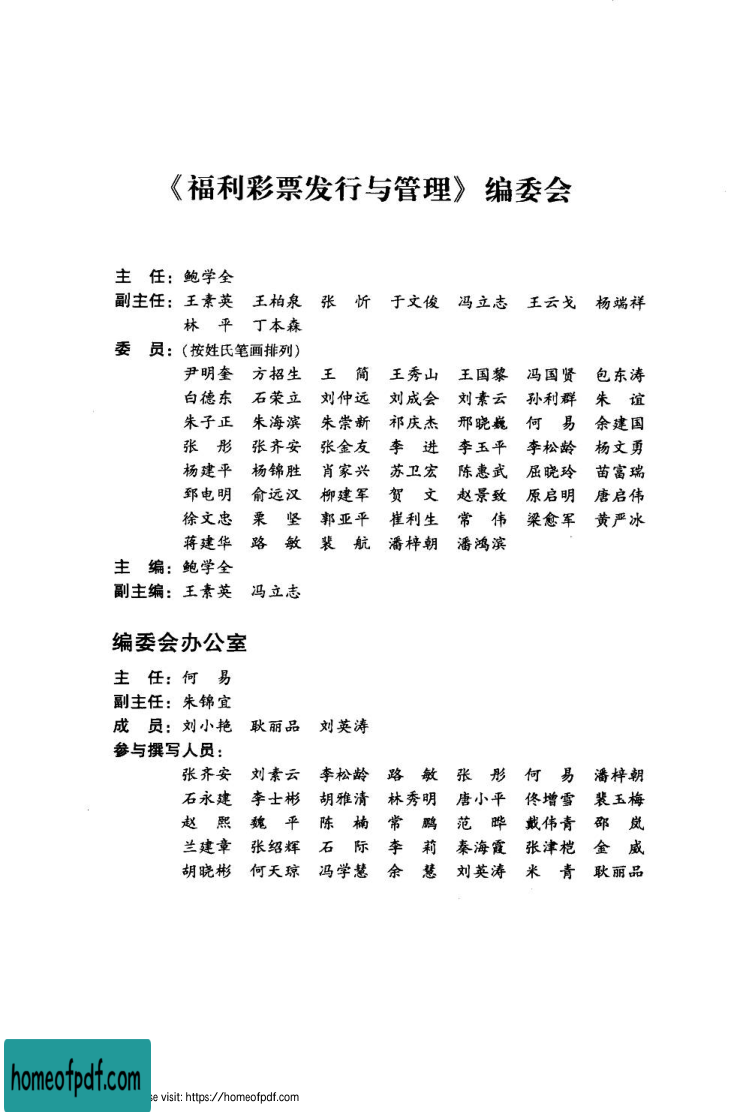 《福利彩票发行与管理》编委会
主 任：鲍学全
副主任：王素英 王柏泉 张 忻 于文俊 冯立志 王云戈 杨端祥
林 平 丁本森
委 员：(按姓氏笔画排列)
尹明奎 方招生 王 简 王秀山 王国黎 冯国贤 包东涛
白德东 石荣立 刘仲远 刘成会 刘素云 孙利群 朱 谊
朱子正 朱海滨 朱崇新 祁庆杰 邢晓巍 何 易 余建国
张 彤 张齐安 张金友 李 进 李玉平 李松龄 杨文勇
杨建平 杨锦胜 肖家兴 苏卫宏 陈惠武 屈晓玲 苗富瑞
郅电明 俞远汉 柳建军 贺 文 赵景致 原启明 唐启伟
徐文忠 栗 坚 郭亚平 崔利生 常 伟 梁愈军 黄严冰
蒋建华 路 敏 裴 航 潘梓朝 潘鸿滨
主 编：鲍学全
副主编：王素英 冯立志
编委会办公室
主 任：何 易
副主任：朱锦宜
成 员：刘小艳 耿丽品 刘英涛
参与撰写人员：
张齐安 刘素云 李松龄 路 敏 张 彤 何 易 潘梓朝
石永建 李士彬 胡雅清 林秀明 唐小平 佟增雪 裴玉梅
赵 熙 魏 平 陈 楠 常 鹏 范 晔 戴伟青 邵 岚
兰建章 张绍辉 石 际 李 莉 秦海霞 张津桤 金 威
胡晓彬 何天琼 冯学慧 余 慧 刘英涛 米 青 耿丽品
homeofpdf.com
se visit: https://homeofpdf.com